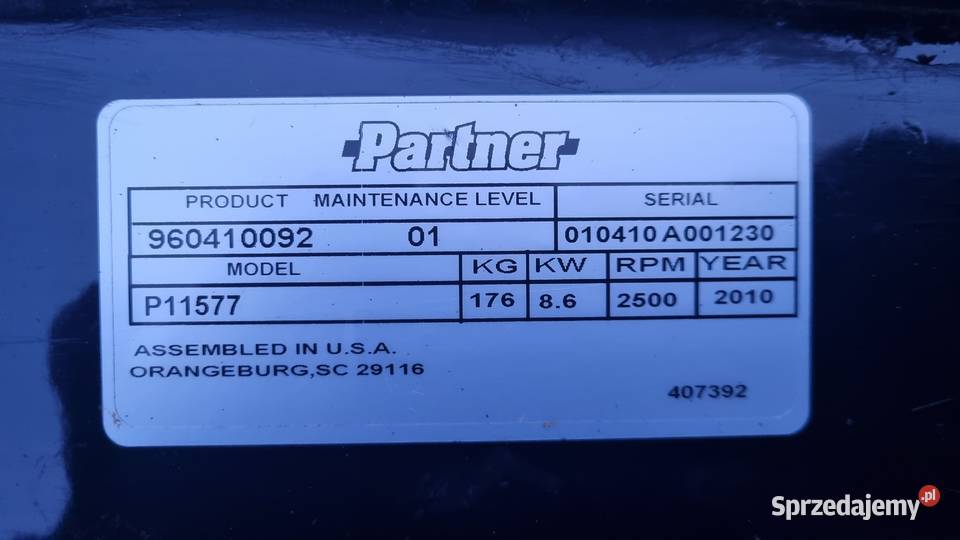 Partner
PRODUCT MAINTENANCE LEVEL SERIAL
960410092 01 010410 A001230
MODEL KG KW RPM YEAR
P11577 176 8.6 2500 2010
ASSEMBLED IN U.S.A.
ORANGEBURG,SC 29116
407392
Sprzedajemy.pl